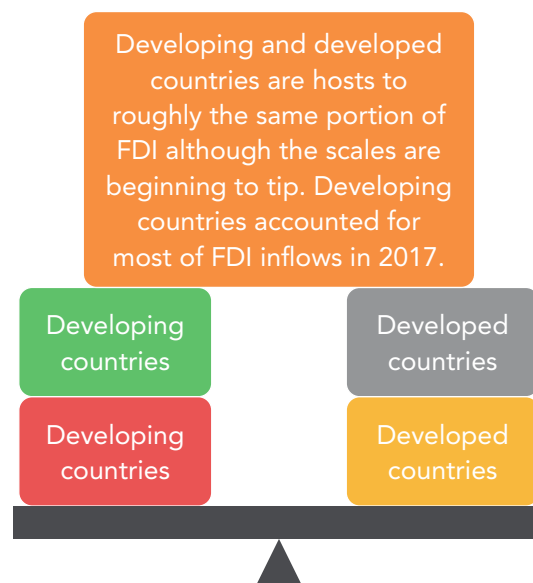 Developing and developed
countries are hosts to
roughly the same portion of
FDI although the scales are
beginning to tip. Developing
countries accounted for
most of FDI inflows in 2017.
Developing
countries
Developed
countries
Developing
countries
Developed
countries